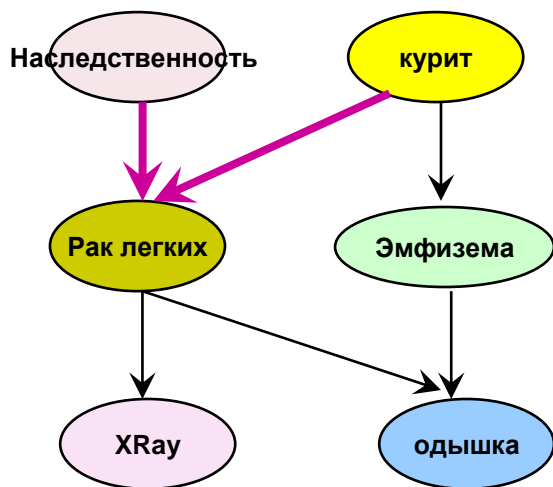 Наследственность
курит
Рак легких
Эмфизема
XRay
одышка